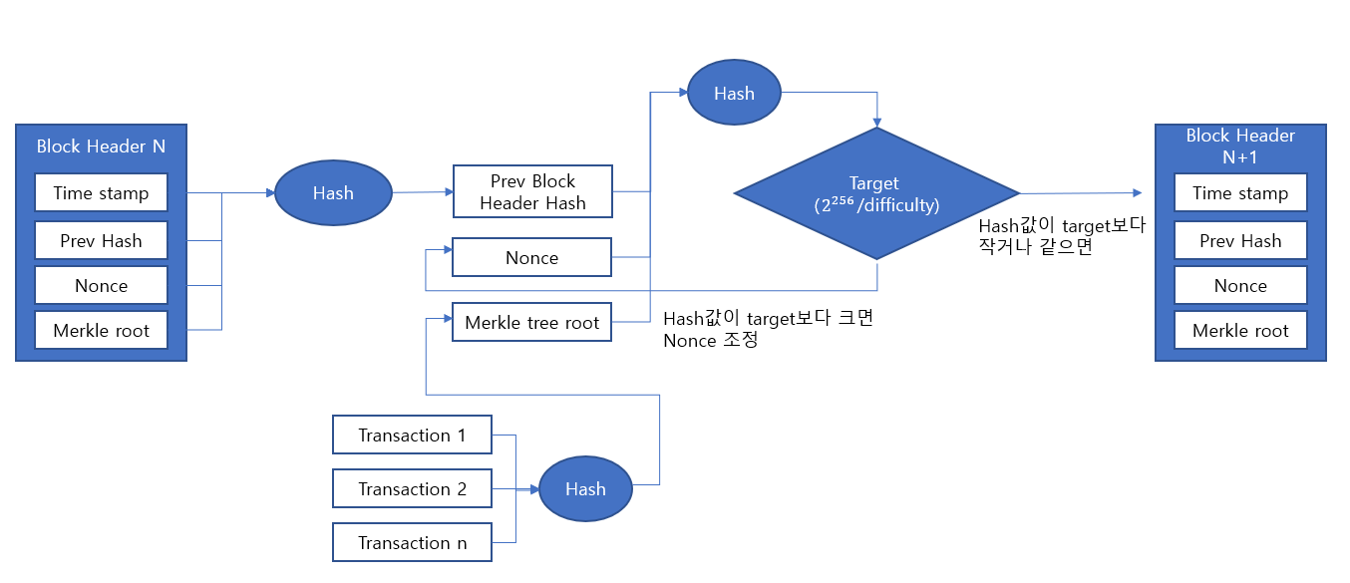 Block Header N
Time stamp
Prev Hash
Nonce
Merkle root
Hash
Prev Block
Header Hash
Nonce
Merkle tree root
Transaction 1
Transaction 2
Transaction n
Hash
Hash
Target
(2²⁵⁶/difficulty)
Hash값이 target보다 크면
Nonce 조정
Hash값이 target보다
작거나 같으면
Block Header
N+1
Time stamp
Prev Hash
Nonce
Merkle root